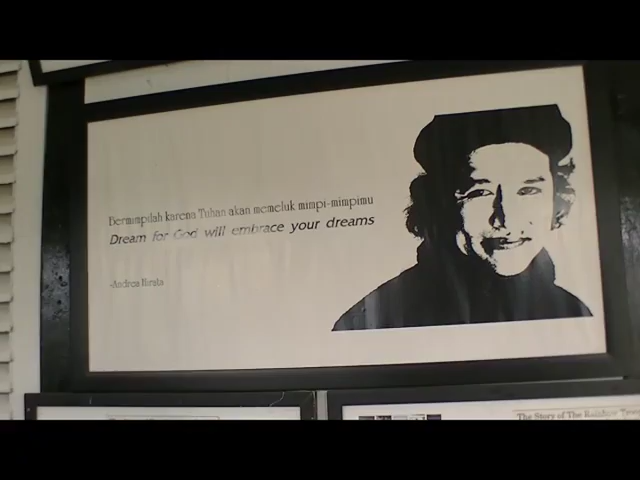 Bermimpilah karena Tuhan akan memeluk mimpi-mimpimu
Dream for God will embrace your dreams
-Andrea Hirata
The Story of The Rainbow